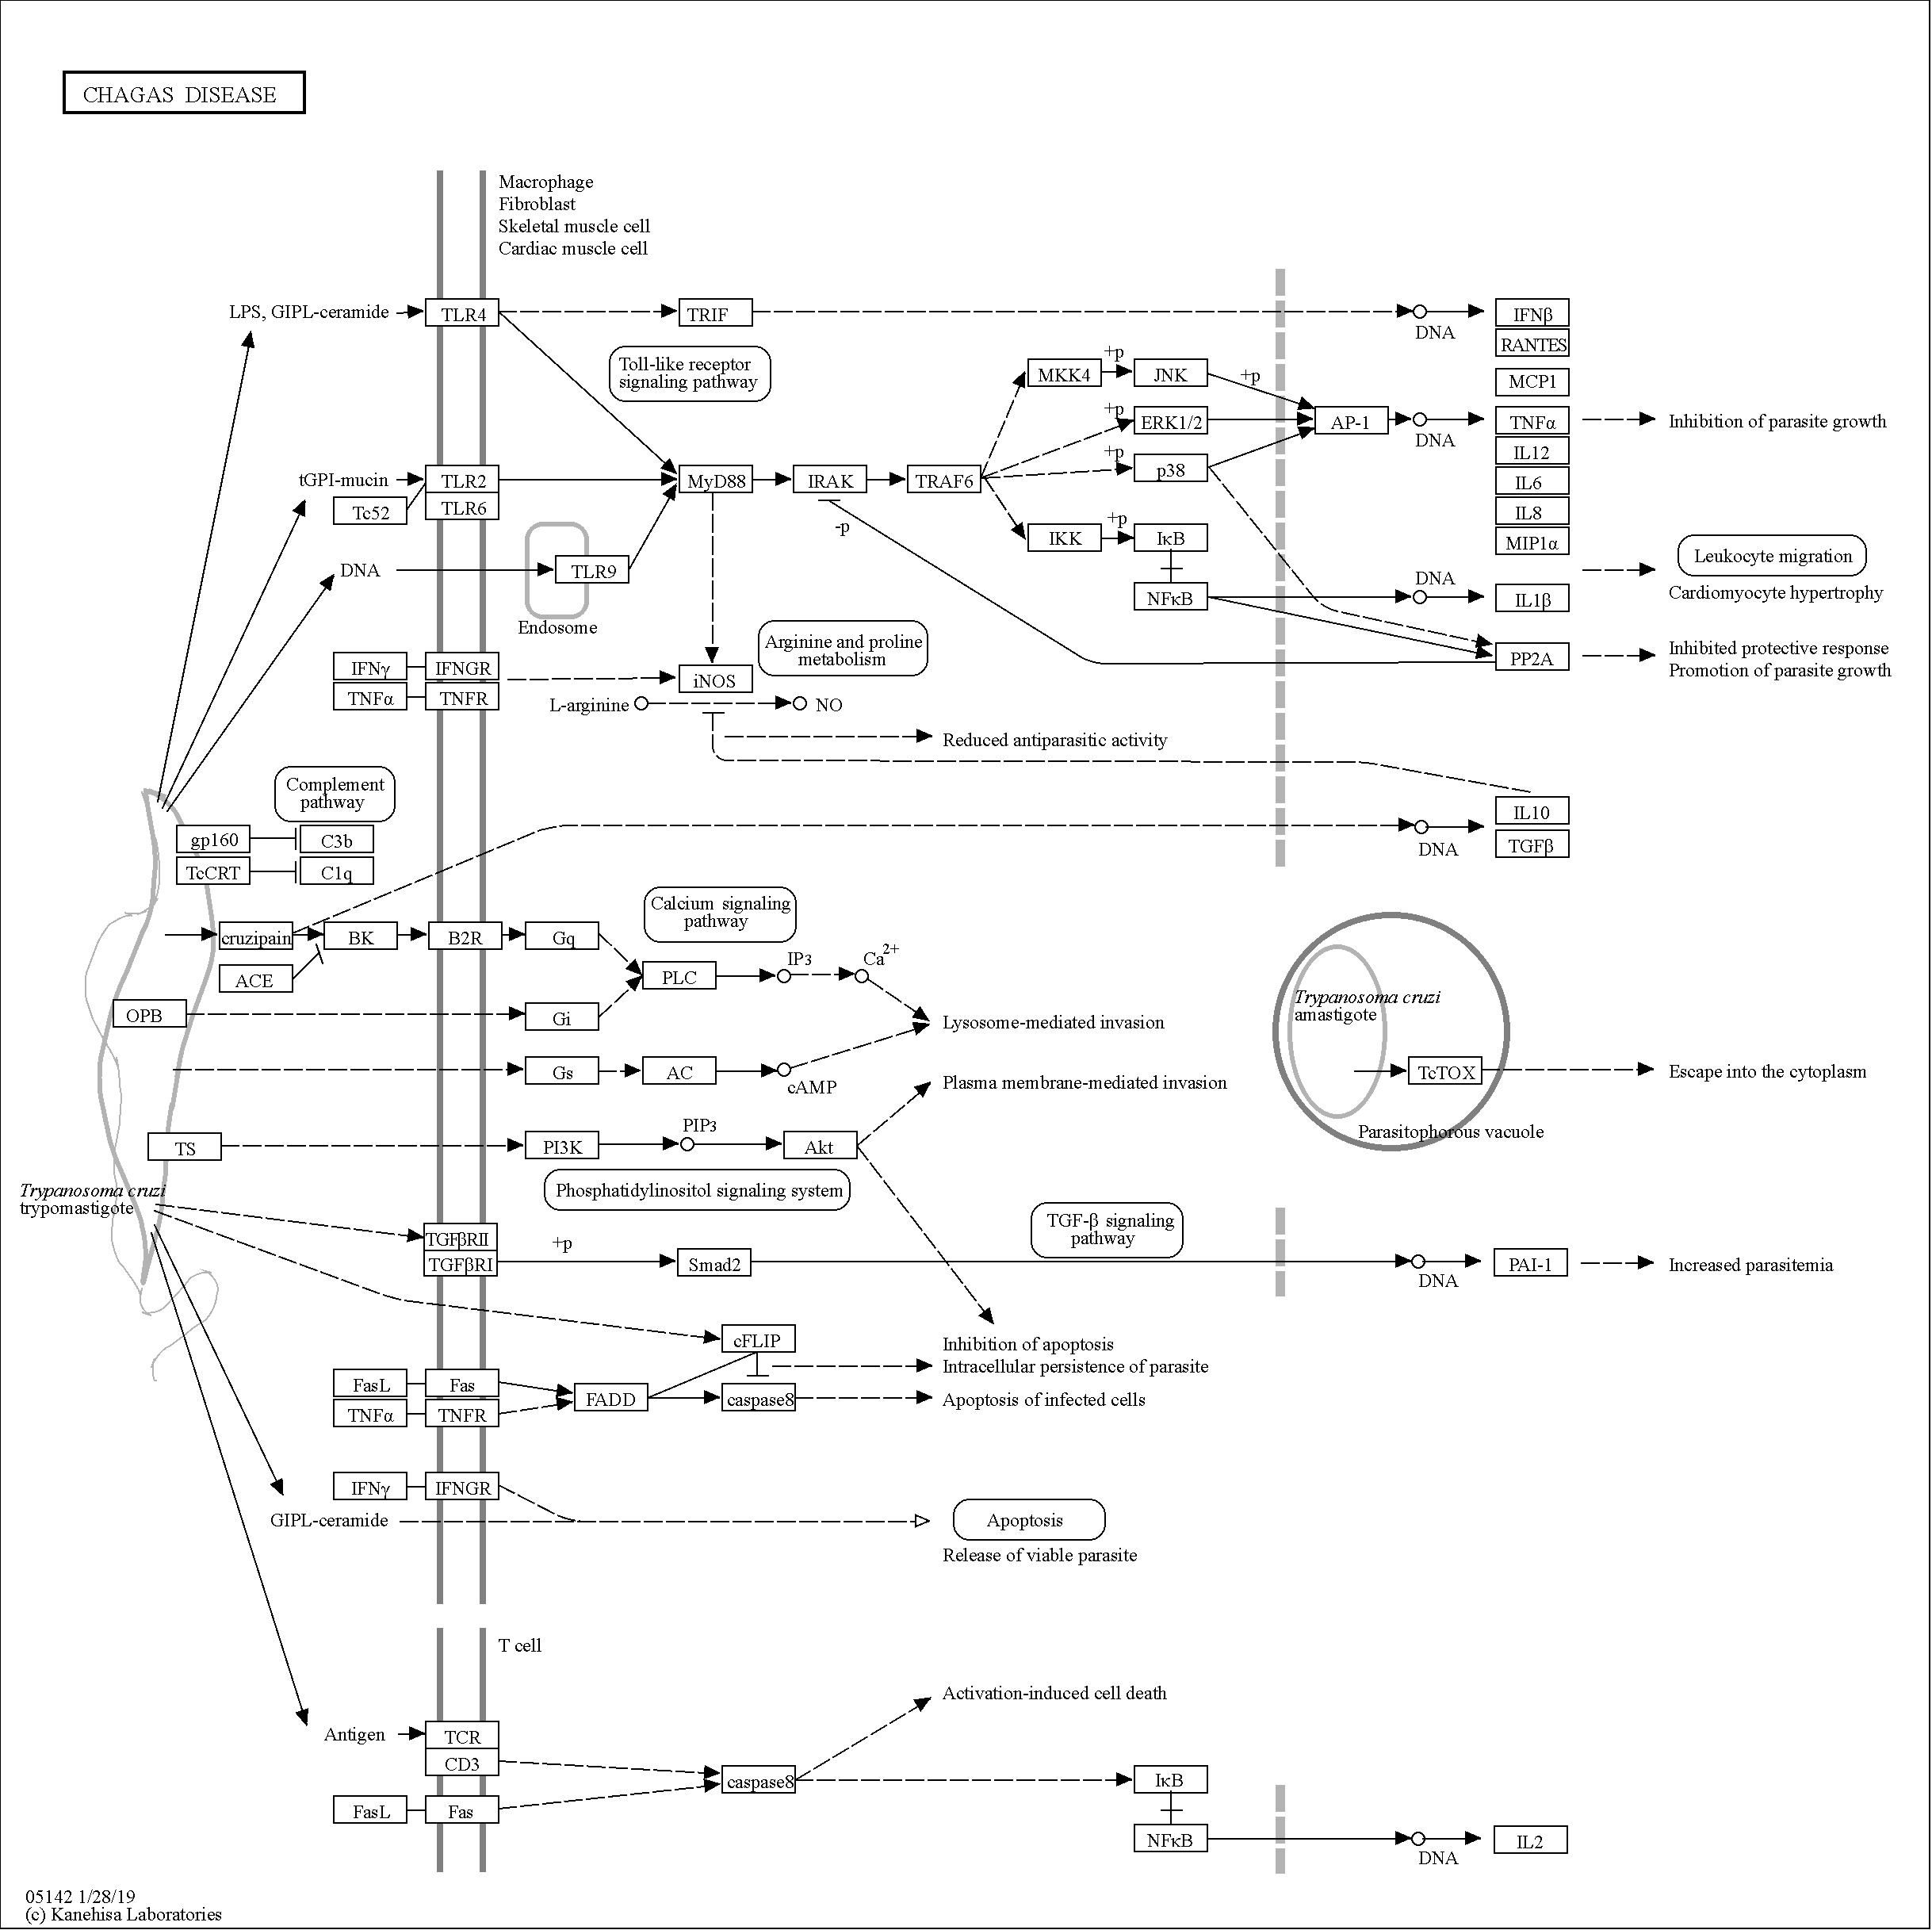 CHAGAS DISEASE
Macrophage
Fibroblast
Skeletal muscle cell
Cardiac muscle cell
LPS, GIPL-ceramide
TLR4
TRIF
DNA
IFNβ
RANTES
Toll-like receptor
signaling pathway
MKK4
+p
JNK
+p
MCP1
+p
ERK1/2
AP-1
DNA
TNFα
Inhibition of parasite growth
IL12
tGPI-mucin
TLR2
MyD88
IRAK
TRAF6
+p
p38
IL6
Tc52
TLR6
-p
IL8
IKK
+p
IκB
MIP1α
DNA
TLR9
Endosome
NFκB
DNA
IL1β
Leukocyte migration
Cardiomyocyte hypertrophy
Arginine and proline
metabolism
IFNγ
IFNGR
iNOS
PP2A
Inhibited protective response
Promotion of parasite growth
TNFα
TNFR
L-arginine
NO
Reduced antiparasitic activity
Complement
pathway
IL10
gp160
C3b
DNA
TGFβ
TcCRT
C1q
Calcium signaling
pathway
cruzipain
BK
B2R
Gq
ACE
PLC
IP3
Ca2+
OPB
Gi
Lysosome-mediated invasion
Trypanosoma cruzi
amastigote
Gs
AC
cAMP
TcTOX
Escape into the cytoplasm
Plasma membrane-mediated invasion
Parasitophorous vacuole
TS
PI3K
PIP3
Akt
Phosphatidylinositol signaling system
Trypanosoma cruzi
trypomastigote
TGFβRII
TGFβRI
+p
Smad2
TGF-β signaling
pathway
DNA
PAI-1
Increased parasitemia
cFLIP
Inhibition of apoptosis
Intracellular persistence of parasite
FasL
Fas
FADD
caspase8
Apoptosis of infected cells
TNFα
TNFR
IFNγ
IFNGR
GIPL-ceramide
Apoptosis
Release of viable parasite
T cell
Activation-induced cell death
Antigen
TCR
CD3
caspase8
IκB
FasL
Fas
NFκB
DNA
IL2
05142 1/28/19
(c) Kanehisa Laboratories